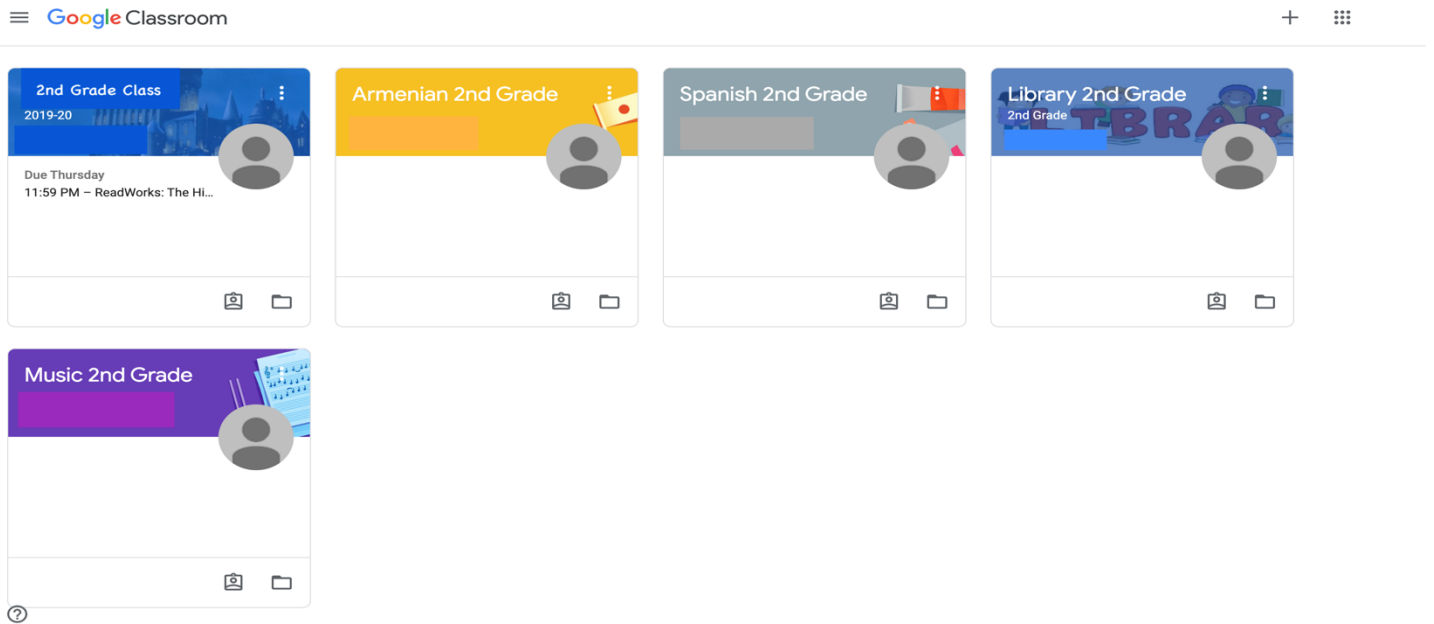 Google Classroom
2nd Grade Class
2019-20
Due Thursday
11:59 PM – ReadWorks: The Hi...
Armenian 2nd Grade
Spanish 2nd Grade
Library 2nd Grade
2nd Grade
LIBRAR
Music 2nd Grade